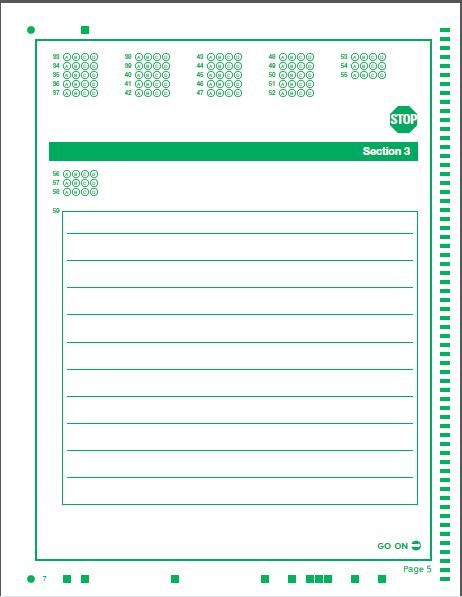 33 A B C D 38 A B C D 43 A B C D 48 A B C D 53 A B C D
34 A B C D 39 A B C D 44 A B C D 49 A B C D 54 A B C D
35 A B C D 40 A B C D 45 A B C D 50 A B C D 55 A B C D
36 A B C D 41 A B C D 46 A B C D 51 A B C D
37 A B C D 42 A B C D 47 A B C D 52 A B C D
STOP
Section 3
56 A B C D
57 A B C D
58 A B C D
59
GO ON
Page 5
7